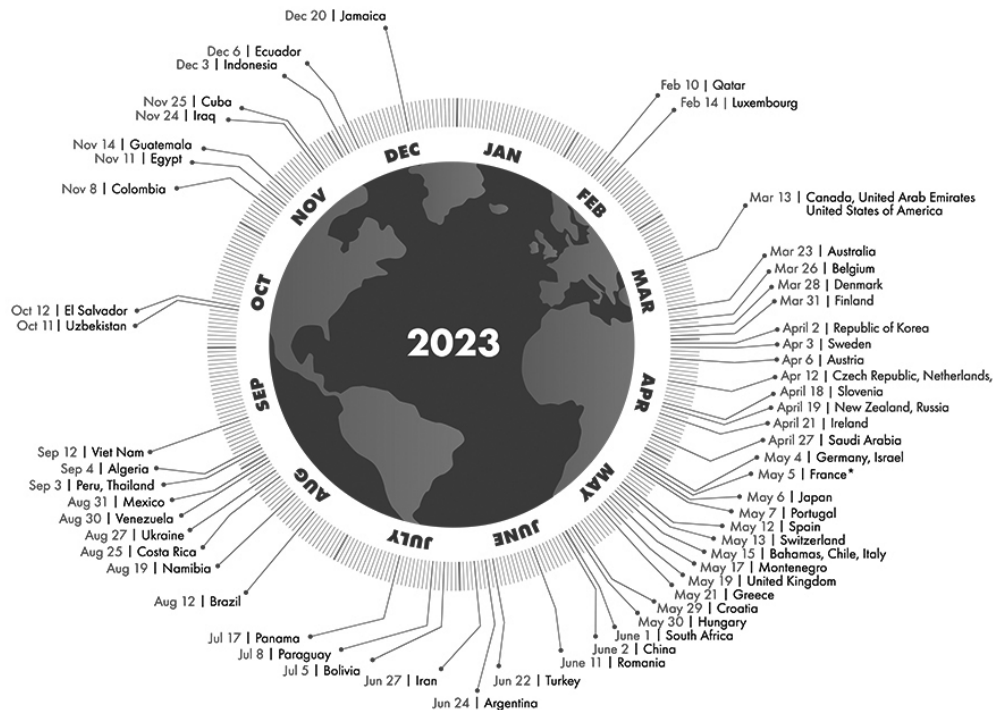 Dec 20 | Jamaica
Dec 6 | Ecuador
Dec 3 | Indonesia
Nov 25 | Cuba
Nov 24 | Iraq
Nov 14 | Guatemala
Nov 11 | Egypt
Nov 8 | Colombia
Oct 12 | El Salvador
Oct 11 | Uzbekistan
Sep 12 | Viet Nam
Sep 4 | Algeria
Sep 3 | Peru, Thailand
Aug 31 | Mexico
Aug 30 | Venezuela
Aug 27 | Ukraine
Aug 25 | Costa Rica
Aug 19 | Namibia
Aug 12 | Brazil
Jul 17 | Panama
Jul 8 | Paraguay
Jul 5 | Bolivia
Jun 27 | Iran
Jun 24 | Argentina
Jun 22 | Turkey
Feb 10 | Qatar
Feb 14 | Luxembourg
Mar 13 | Canada, United Arab Emirates
United States of America
Mar 23 | Australia
Mar 26 | Belgium
Mar 28 | Denmark
Mar 31 | Finland
April 2 | Republic of Korea
Apr 3 | Sweden
Apr 6 | Austria
Apr 12 | Czech Republic, Netherlands,
April 18 | Slovenia
April 19 | New Zealand, Russia
April 21 | Ireland
April 27 | Saudi Arabia
May 4 | Germany, Israel
May 5 | France*
May 6 | Japan
May 7 | Portugal
May 12 | Spain
May 13 | Switzerland
May 15 | Bahamas, Chile, Italy
May 17 | Montenegro
May 19 | United Kingdom
May 21 | Greece
May 29 | Croatia
May 30 | Hungary
June 1 | South Africa
June 2 | China
June 11 | Romania
JAN
FEB
MAR
APR
MAY
JUNE
JULY
AUG
SEP
OCT
NOV
DEC
2023